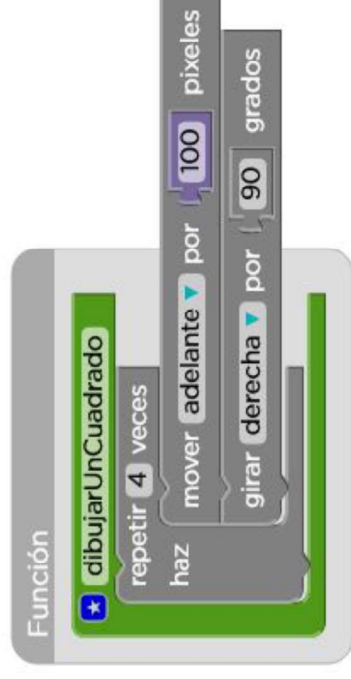 Función
dibujarUnCuadrado
repetir 4 veces
haz
mover adelante por 100 pixeles
girar derecha por 90 grados